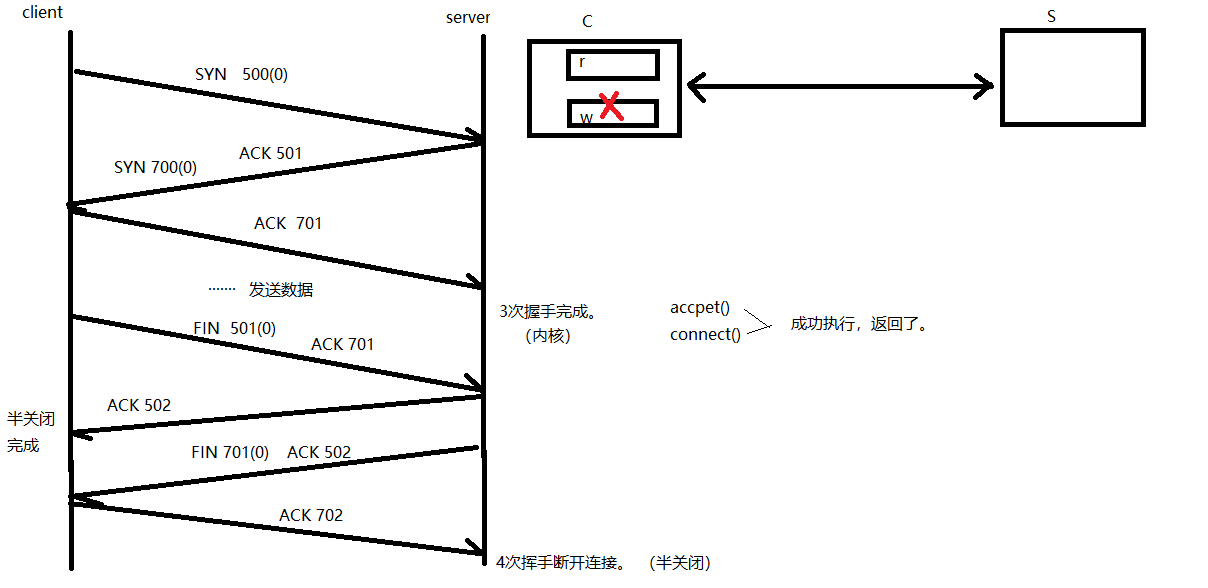 client
server
C
S
r
w
SYN 500(0)
ACK 501
SYN 700(0)
ACK 701
······· 发送数据
3次握手完成。
（内核）
accpet()
connect()
成功执行，返回了。
FIN 501(0)
ACK 701
ACK 502
半关闭
完成
FIN 701(0) ACK 502
ACK 702
4次挥手断开连接。 （半关闭）